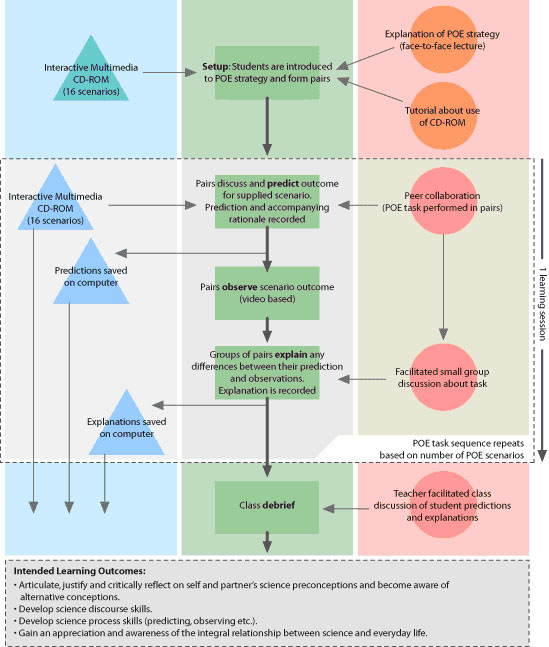 Explanation of POE strategy
(face-to-face lecture)
Interactive Multimedia
CD-ROM
(16 scenarios)
Setup: Students are introduced
to POE strategy and form pairs
Tutorial about use
of CD-ROM
Interactive Multimedia
CD-ROM
(16 scenarios)
Pairs discuss and predict outcome
for supplied scenario.
Prediction and accompanying
rationale recorded
Peer collaboration
(POE task performed in pairs)
Predictions saved
on computer
Pairs observe scenario outcome
(video based)
1 learning session
Groups of pairs explain any
differences between their prediction
and observations.
Explanation is recorded
Facilitated small group
discussion about task
Explanations saved
on computer
POE task sequence repeats
based on number of POE scenarios
Class debrief
Teacher facilitated class
discussion of student predictions
and explanations
Intended Learning Outcomes:
• Articulate, justify and critically reflect on self and partner's science preconceptions and become aware of
alternative conceptions.
• Develop science discourse skills.
• Develop science process skills (predicting, observing etc.).
• Gain an appreciation and awareness of the integral relationship between science and everyday life.